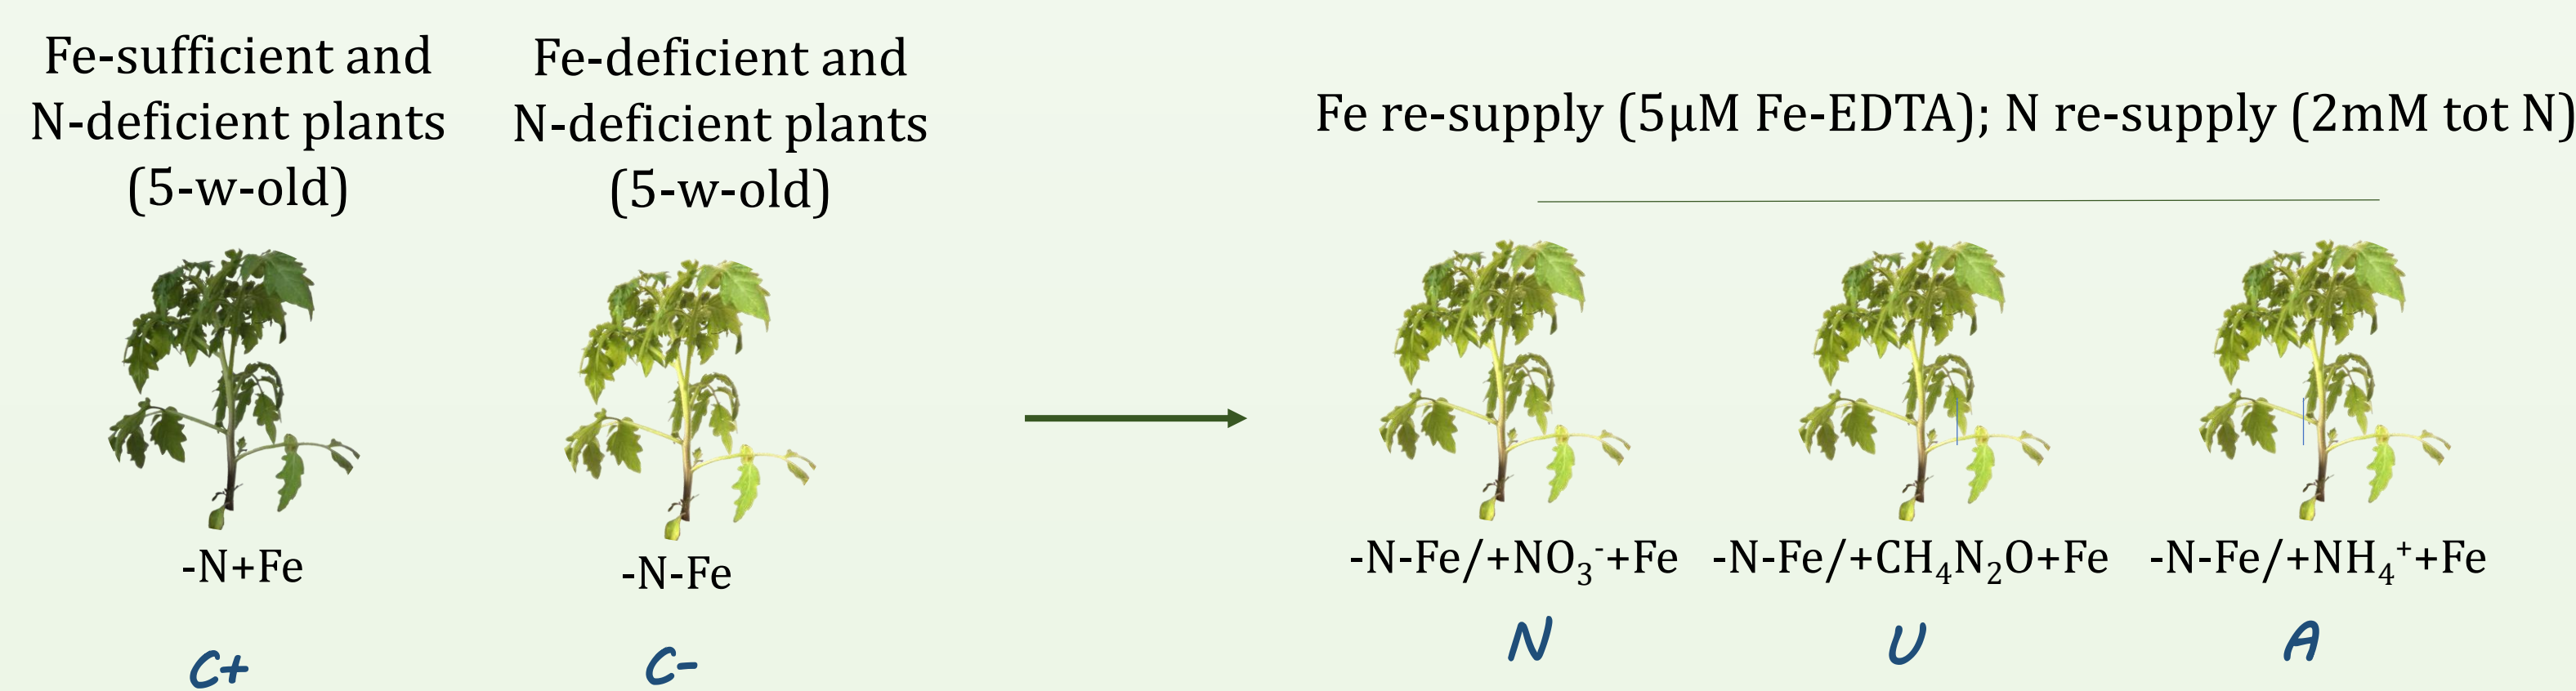 Fe-sufficient and
N-deficient plants
(5-w-old)
Fe-deficient and
N-deficient plants
(5-w-old)
Fe re-supply (5μM Fe-EDTA); N re-supply (2mM tot N)
-N+Fe
-N-Fe
-N-Fe/+NO₃⁻+Fe
-N-Fe/+CH₄N₂O+Fe
-N-Fe/+NH₄⁺+Fe
C+
C-
N
U
A